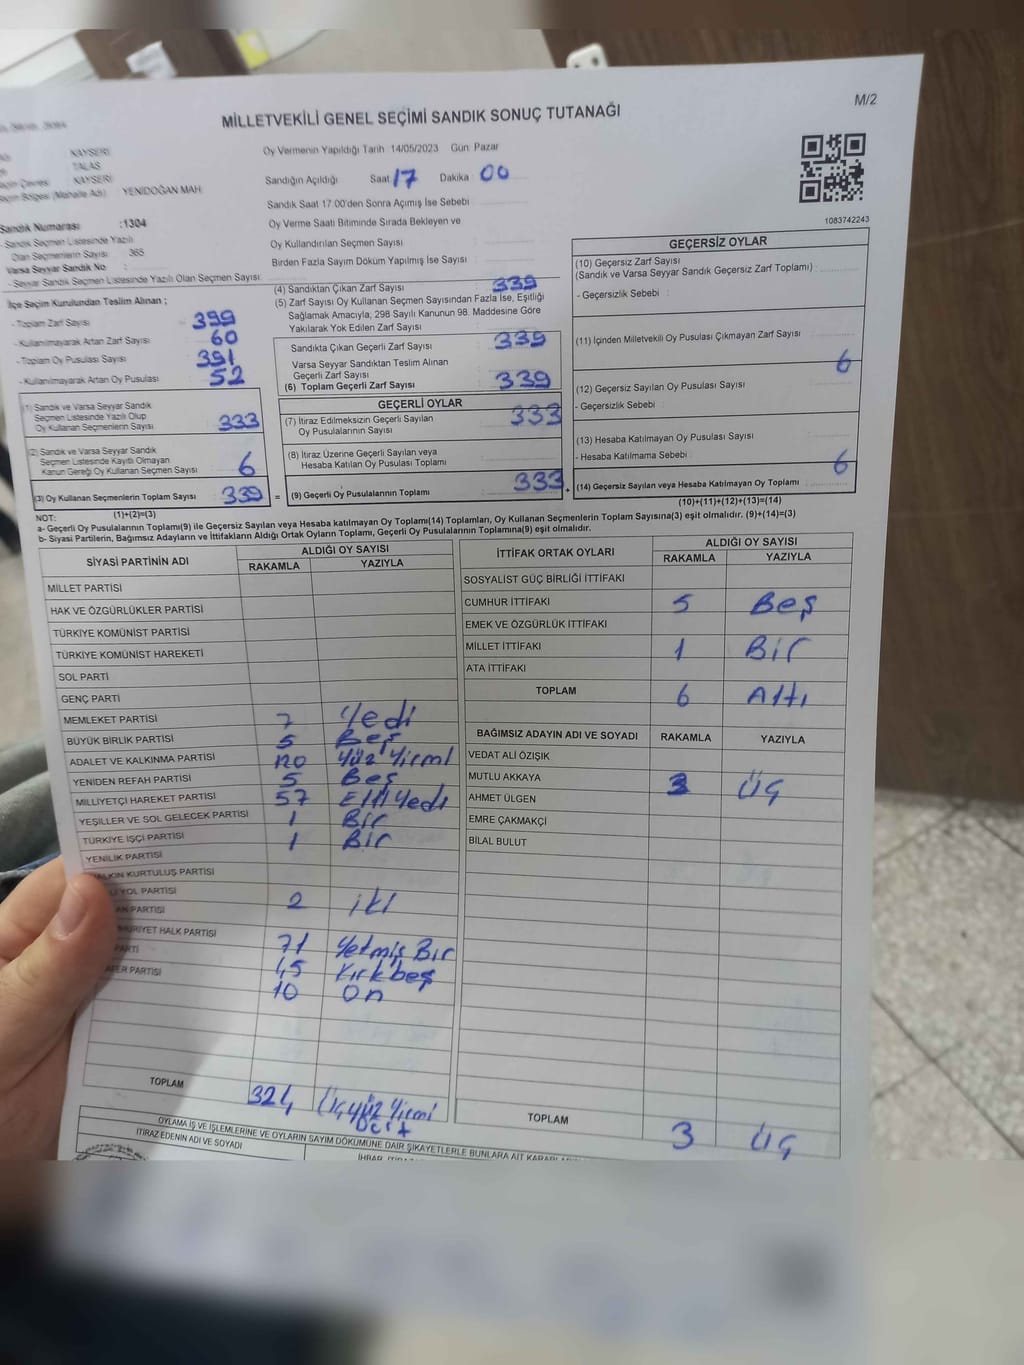 M/2
MİLLETVEKİLİ GENEL SEÇİMİ SANDIK SONUÇ TUTANAĞI
KAYSERİ
TALAS
KAYSERİ
Seçim Bölgesi (Mahalle Adı) YENİDOĞAN MAH.
Sandık Numarası :1304
- Sandık Seçmen Listesinde Yazılı
Olan Seçmenlerin Sayısı 365
Varsa Seyyar Sandık No :
- Seyyar Sandık Seçmen Listesinde Yazılı Olan Seçmen Sayısı:
Oy Vermenin Yapıldığı Tarih 14/05/2023 Gün Pazar
Sandığın Açıldığı Saat 17 Dakika 00
Sandık Saat 17:00'den Sonra Açımış İse Sebebi
Oy Verme Saati Bitiminde Sırada Bekleyen ve
Oy Kullandırılan Seçmen Sayısı
Birden Fazla Sayım Döküm Yapılmış İse Sayısı
1083742243
İlçe Seçim Kurulundan Teslim Alınan ;
- Toplam Zarf Sayısı 399
- Kullanılmayarak Artan Zarf Sayısı 60
- Toplam Oy Pusulası Sayısı 391
- Kullanılmayarak Artan Oy Pusulası 52
(1) Sandık ve Varsa Seyyar Sandık
Seçmen Listesinde Yazılı Olup
Oy Kullanan Seçmenlerin Sayısı 333
(2) Sandık ve Varsa Seyyar Sandık
Seçmen Listesinde Kayıtlı Olmayan
Kanun Gereği Oy Kullanan Seçmen Sayısı 6
(3) Oy Kullanan Seçmenlerin Toplam Sayısı 339 =
(1)+(2)=(3)
(4) Sandıktan Çıkan Zarf Sayısı : 339
(5) Zarf Sayısı Oy Kullanan Seçmen Sayısından Fazla İse, Eşitliği
Sağlamak Amacıyla, 298 Sayılı Kanunun 98. Maddesine Göre
Yakılarak Yok Edilen Zarf Sayısı :
Sandıkta Çıkan Geçerli Zarf Sayısı : 339
Varsa Seyyar Sandıktan Teslim Alınan
Geçerli Zarf Sayısı :
(6) Toplam Geçerli Zarf Sayısı : 339
GEÇERLİ OYLAR
(7) İtiraz Edilmeksizin Geçerli Sayılan
Oy Pusulalarının Sayısı : 333
(8) İtiraz Üzerine Geçerli Sayılan veya
Hesaba Katılan Oy Pusulası Toplamı :
(9) Geçerli Oy Pusulalarının Toplamı : 333 +
GEÇERSİZ OYLAR
(10) Geçersiz Zarf Sayısı
(Sandık ve Varsa Seyyar Sandık Geçersiz Zarf Toplamı) :
- Geçersizlik Sebebi :
(11) İçinden Milletvekili Oy Pusulası Çıkmayan Zarf Sayısı : 6
(12) Geçersiz Sayılan Oy Pusulası Sayısı :
- Geçersizlik Sebebi :
(13) Hesaba Katılmayan Oy Pusulası Sayısı :
- Hesaba Katılmama Sebebi : 6
(14) Geçersiz Sayılan veya Hesaba Katılmayan Oy Toplamı :
(10)+(11)+(12)+(13)=(14)
NOT:
a- Geçerli Oy Pusulalarının Toplamı(9) ile Geçersiz Sayılan veya Hesaba katılmayan Oy Toplamı(14) Toplamları, Oy Kullanan Seçmenlerin Toplam Sayısına(3) eşit olmalıdır. (9)+(14)=(3)
b- Siyasi Partilerin, Bağımsız Adayların ve İttifakların Aldığı Ortak Oyların Toplamı, Geçerli Oy Pusulalarının Toplamına(9) eşit olmalıdır.
SİYASİ PARTİNİN ADI ALDIĞI OY SAYISI
RAKAMLA YAZIYLA
MİLLET PARTİSİ
HAK VE ÖZGÜRLÜKLER PARTİSİ
TÜRKİYE KOMÜNİST PARTİSİ
TÜRKİYE KOMÜNİST HAREKETİ
SOL PARTİ
GENÇ PARTİ
MEMLEKET PARTİSİ 7 Yedi
BÜYÜK BİRLİK PARTİSİ 5 Beş
ADALET VE KALKINMA PARTİSİ 120 Yüz Yirmi
YENİDEN REFAH PARTİSİ 5 Beş
MİLLİYETÇİ HAREKET PARTİSİ 57 Elli Yedi
YEŞİLLER VE SOL GELECEK PARTİSİ 1 Bir
TÜRKİYE İŞÇİ PARTİSİ 1 Bir
YENİLİK PARTİSİ
HALKIN KURTULUŞ PARTİSİ
YOL PARTİSİ
AN PARTİSİ 2 iki
HURİYET HALK PARTİSİ 71 Yetmiş Bir
PARTİ 45 Kırkbeş
FER PARTİSİ 10 On
TOPLAM 324 Üçyüz Yirmi
Dört
İTTİFAK ORTAK OYLARI ALDIĞI OY SAYISI
RAKAMLA YAZIYLA
SOSYALİST GÜÇ BİRLİĞİ İTTİFAKI
CUMHUR İTTİFAKI 5 Beş
EMEK VE ÖZGÜRLÜK İTTİFAKI
MİLLET İTTİFAKI 1 Bir
ATA İTTİFAKI
TOPLAM 6 Altı
BAĞIMSIZ ADAYIN ADI VE SOYADI RAKAMLA YAZIYLA
VEDAT ALİ ÖZIŞIK
MUTLU AKKAYA 3 Üç
AHMET ÜLGEN
EMRE ÇAKMAKÇİ
BİLAL BULUT
TOPLAM 3 Üç
OYLAMA İŞ VE İŞLEMLERİNE VE OYLARIN SAYIM DÖKÜMÜNE DAİR ŞİKAYETLERLE BUNLARA AİT
İTİRAZ EDENİN ADI VE SOYADI